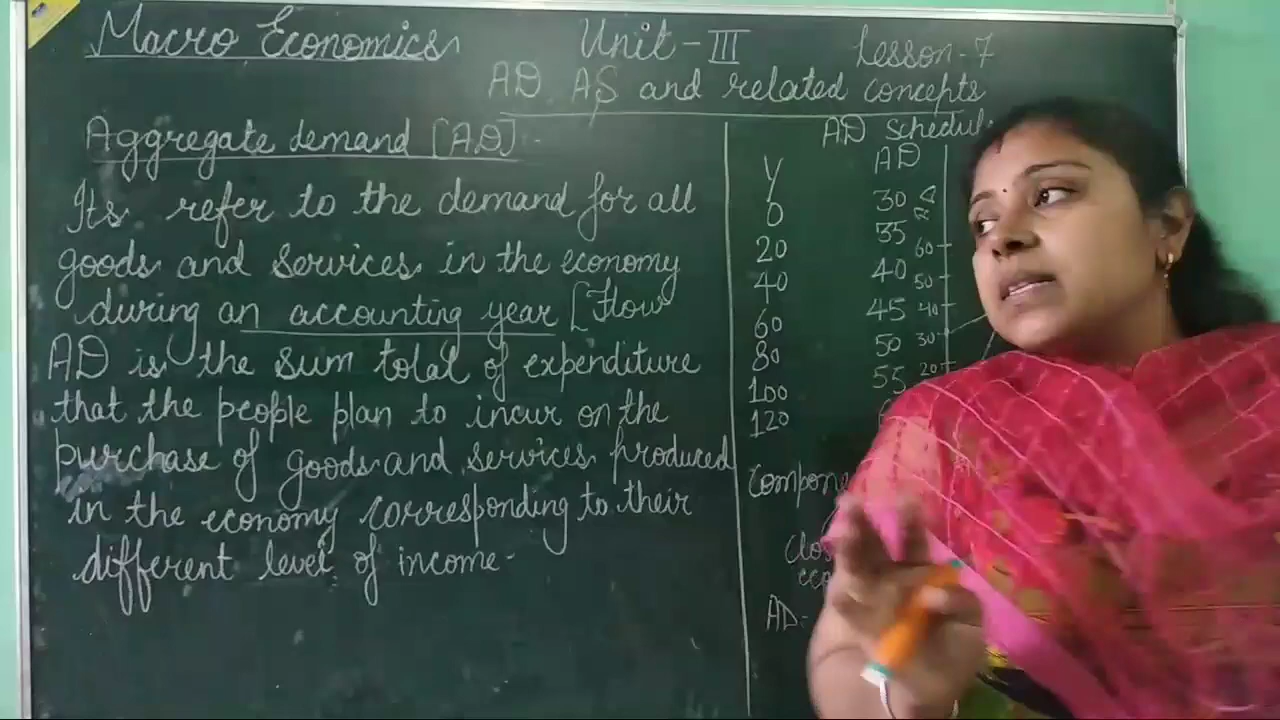 Macro Economics Unit-III Lesson-7
AD, AS and related concepts
Aggregate demand [AD]:-
Its refer to the demand for all
goods and services in the economy
during an accounting year [Flow
AD is the sum total of expenditure
that the people plan to incur on the
purchase of goods and services produced
in the economy corresponding to their
different level of income-
AD Schedul
Y AD
0 30
20 35
40 40
60 45
80 50
100 55
120
60
50
40
30
20
Compone
Clo
eco
AD-